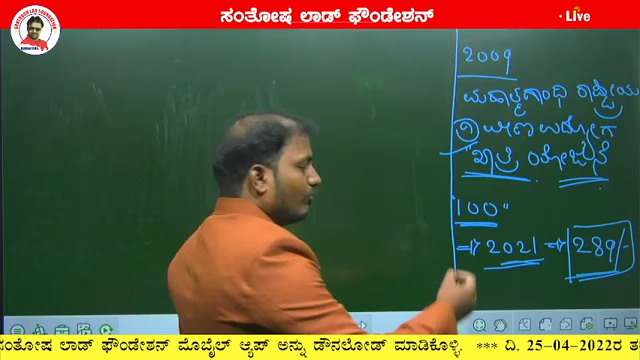 ಸಂತೋಷ ಲಾಡ್ ಫೌಂಡೇಶನ್
Live
2009
ಮಹಾತ್ಮಗಾಂಧಿ ರಾಷ್ಟ್ರೀಯ
ಗ್ರಾಮೀಣ ಉದ್ಯೋಗ
"ಖಾತ್ರಿ ಯೋಜನೆ
100"
⇒ 2021 ⇒ 289/-
ಸಂತೋಷ ಲಾಡ್ ಫೌಂಡೇಶನ್ ಮೊಬೈಲ್ ಆ್ಯಪ್ ಅನ್ನು ಡೌನಲೋಡ್ ಮಾಡಿಕೊಳ್ಳಿ. *** ದಿ. 25-04-2022ರ